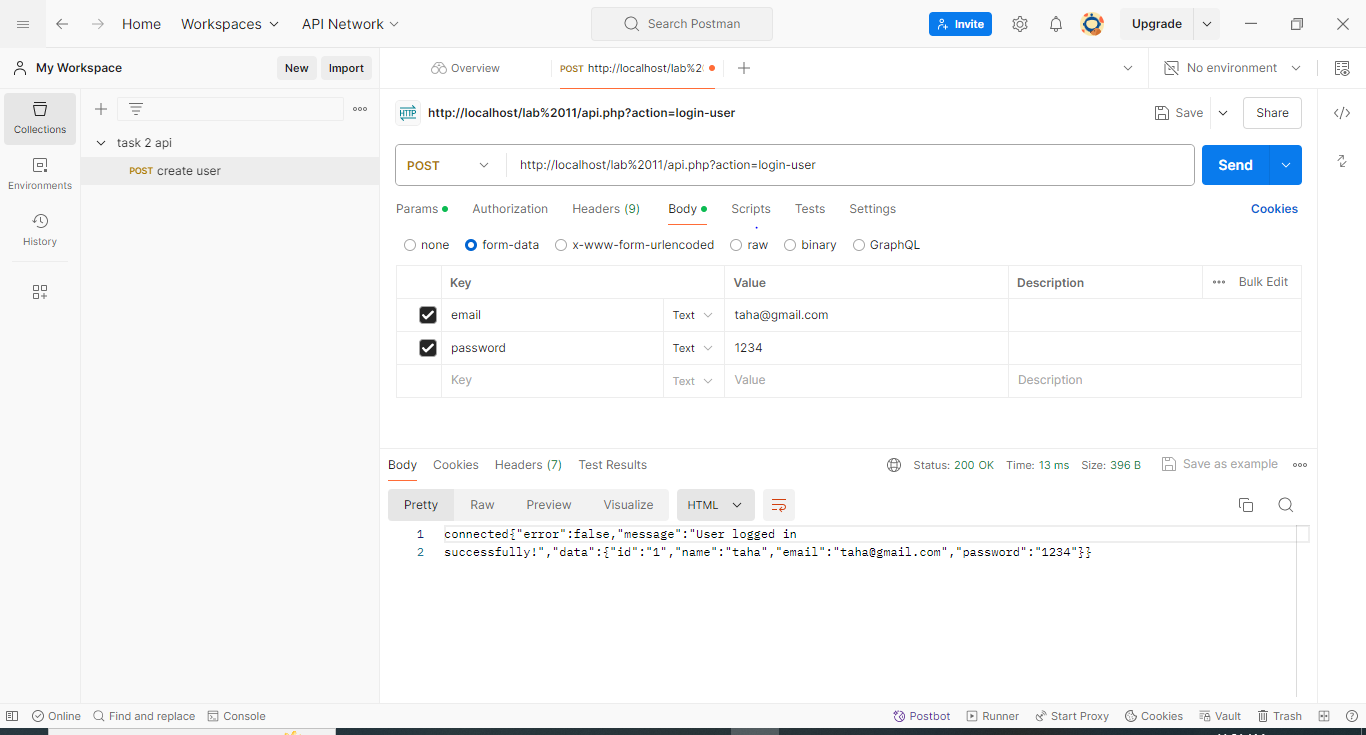 Home Workspaces API Network Search Postman Invite Upgrade
My Workspace New Import Overview POST http://localhost/lab%2 No environment
Collections
Environments
History
task 2 api
POST create user
HTTP http://localhost/lab%2011/api.php?action=login-user Save Share
POST http://localhost/lab%2011/api.php?action=login-user Send
Params Authorization Headers (9) Body Scripts Tests Settings Cookies
none form-data x-www-form-urlencoded raw binary GraphQL
Key Value Description Bulk Edit
email Text taha@gmail.com
password Text 1234
Key Text Value Description
Body Cookies Headers (7) Test Results Status: 200 OK Time: 13 ms Size: 396 B Save as example
Pretty Raw Preview Visualize HTML
1 connected{"error":false,"message":"User logged in
2 successfully!","data":{"id":"1","name":"taha","email":"taha@gmail.com","password":"1234"}}
Online Find and replace Console Postbot Runner Start Proxy Cookies Vault Trash